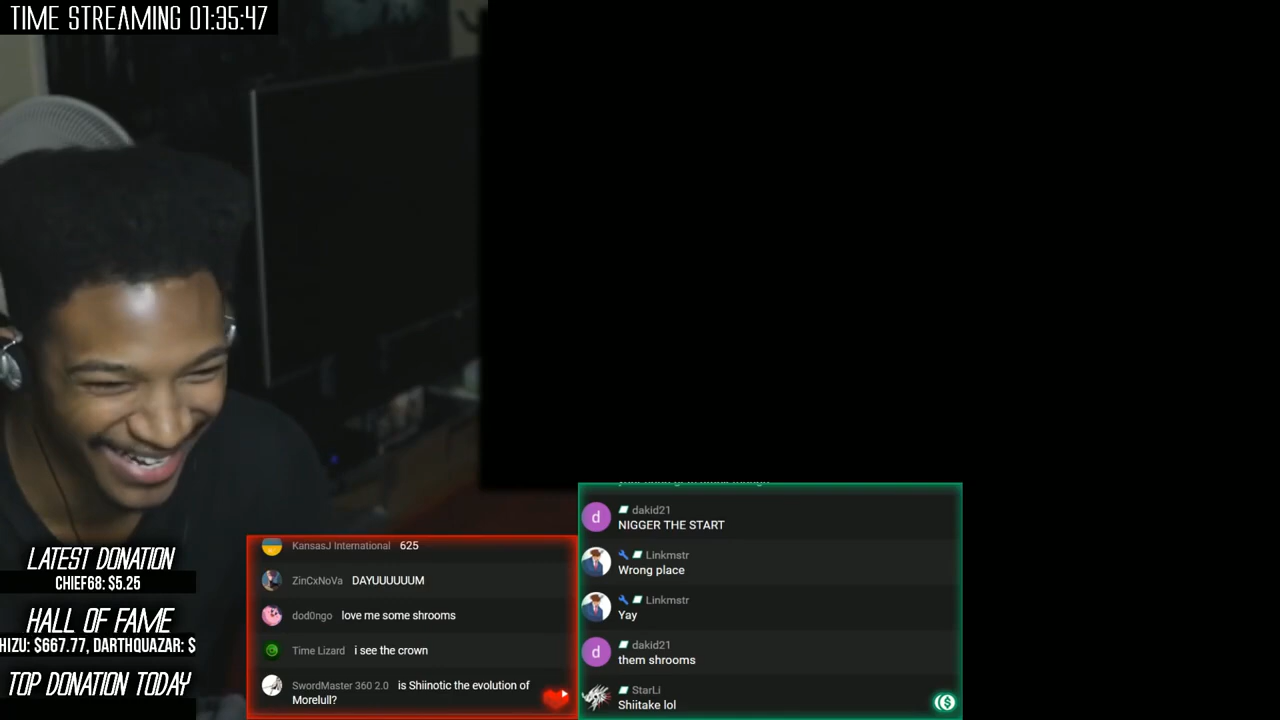 TIME STREAMING 01:35:47
LATEST DONATION
CHIEF68: $5.25
HALL OF FAME
HIZU: $667.77, DARTHQUAZAR: $
TOP DONATION TODAY
KansasJ International 625
ZinCxNoVa DAYUUUUUUM
dod0ngo love me some shrooms
Time Lizard i see the crown
SwordMaster 360 2.0 is Shiinotic the evolution of
Morelull?
dakid21
NIGGER THE START
Linkmstr
Wrong place
Linkmstr
Yay
dakid21
them shrooms
StarLi
Shiitake lol